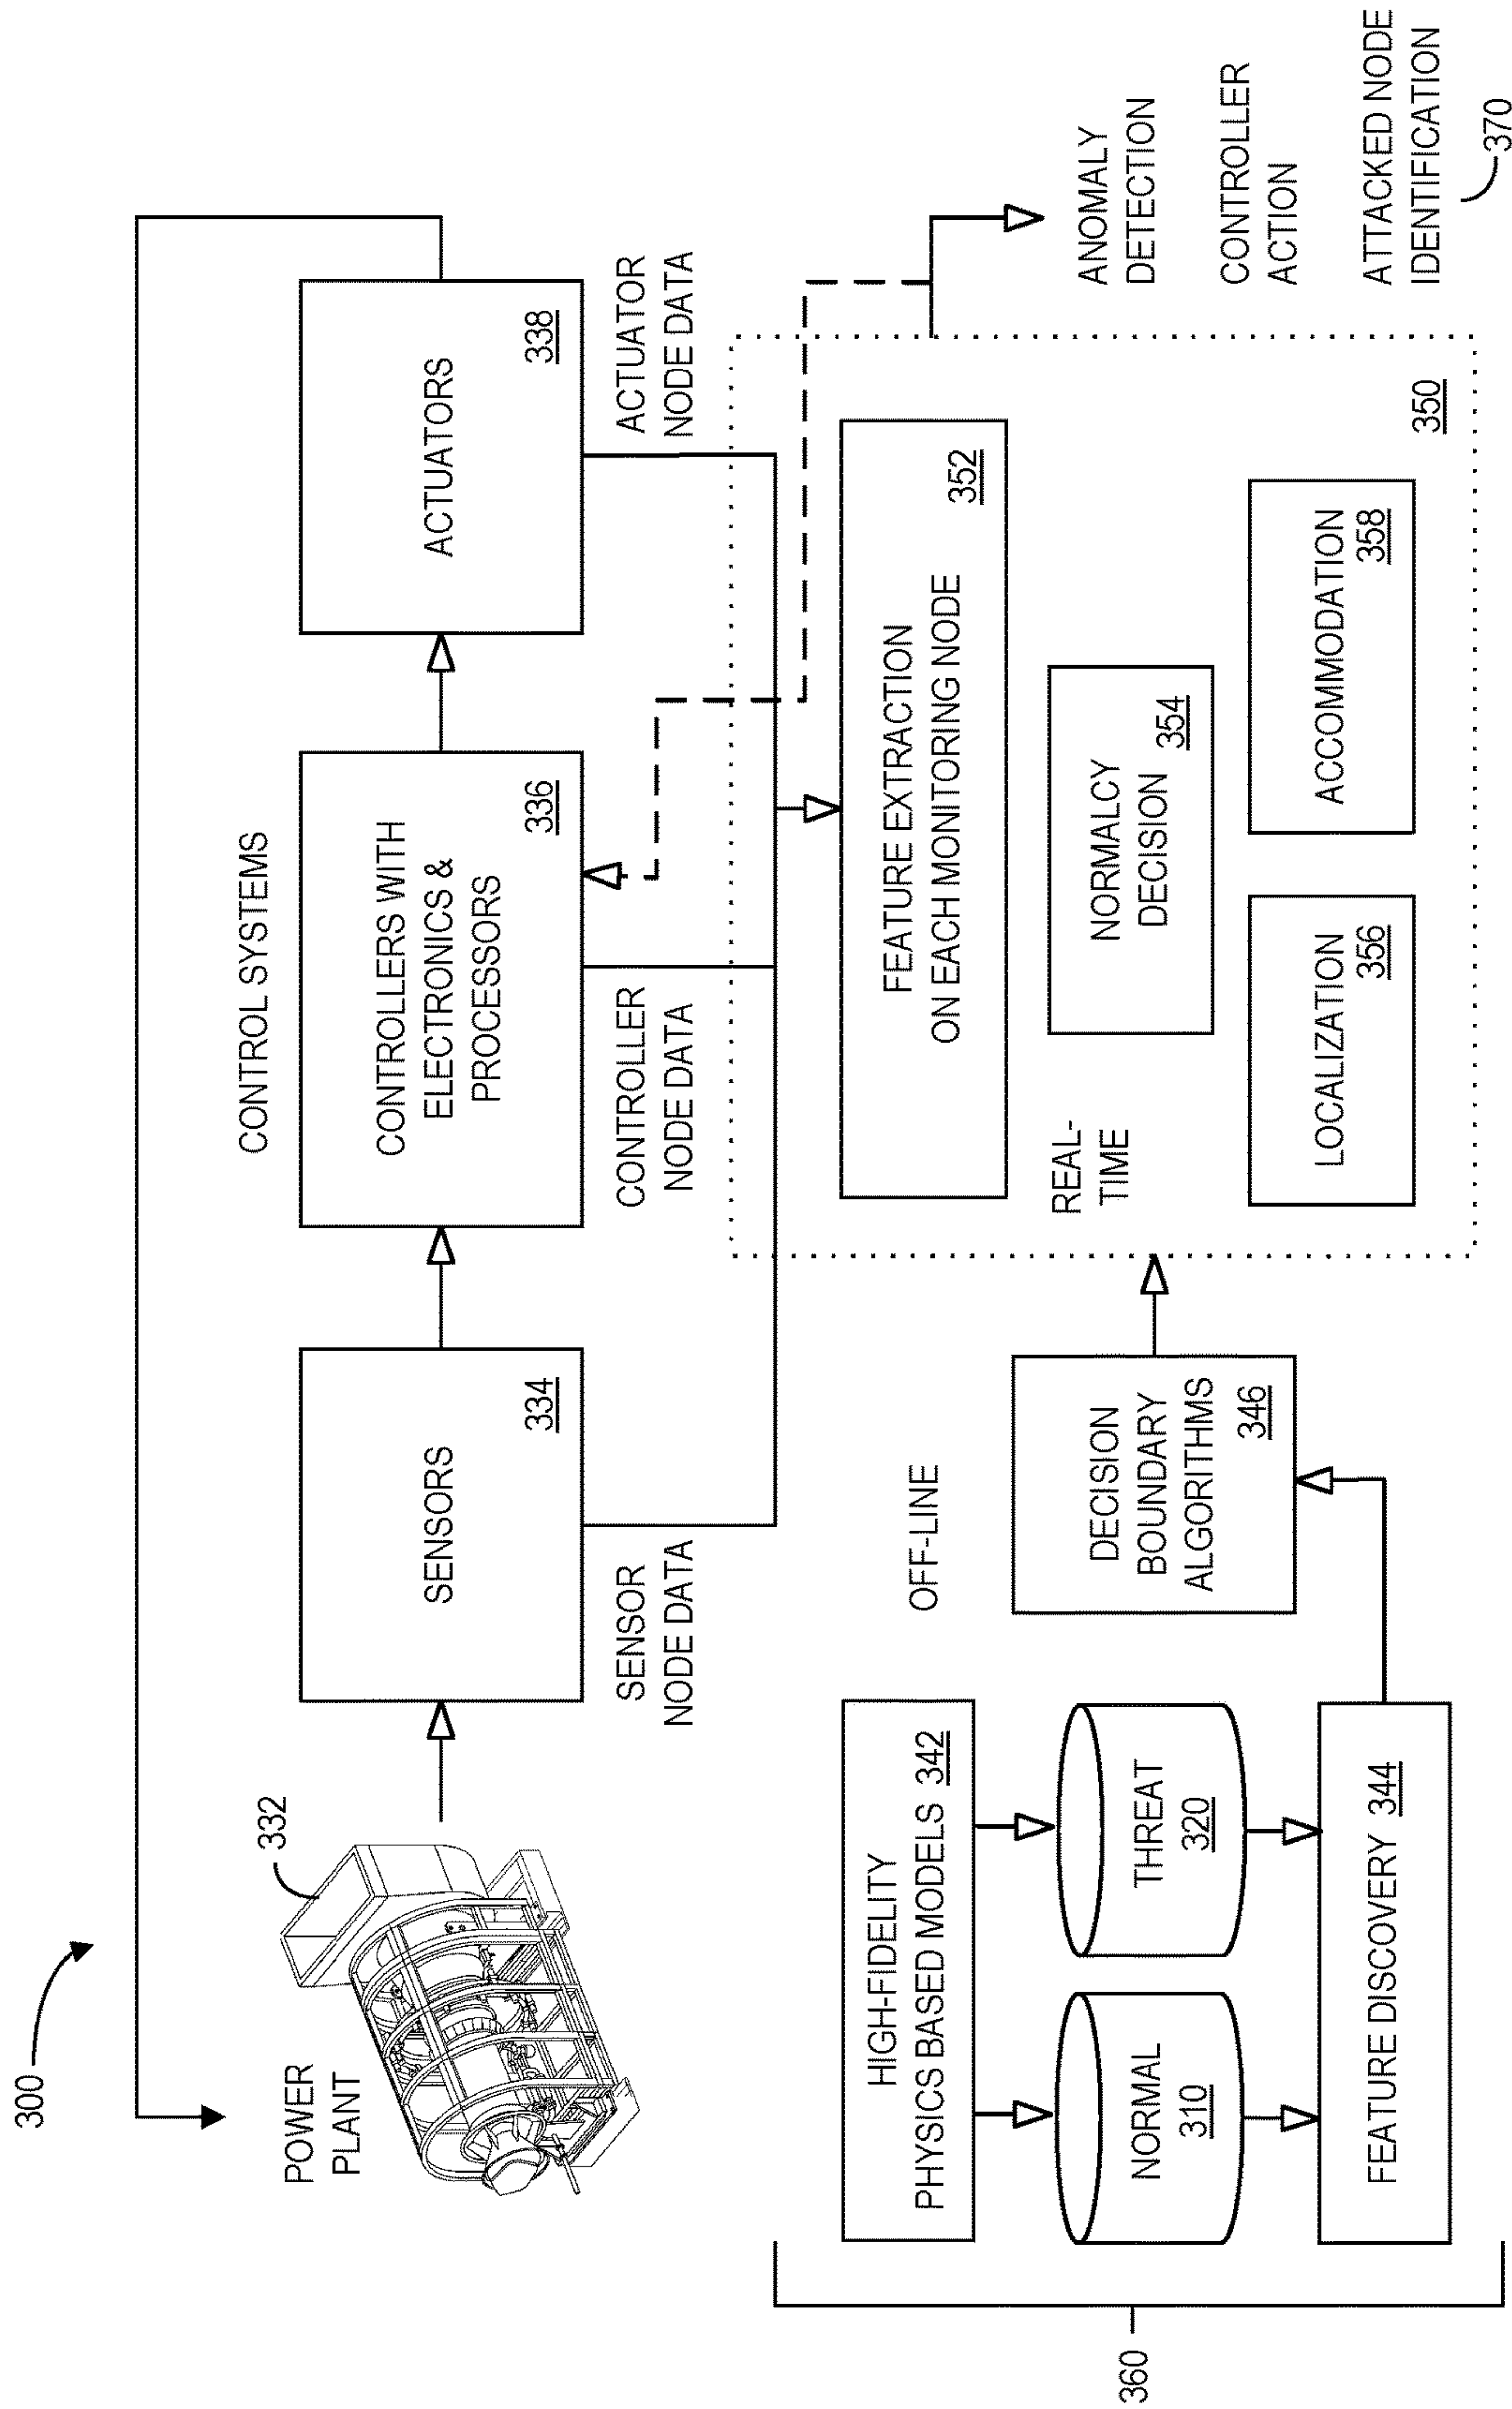 300
POWER
PLANT
332
CONTROL SYSTEMS
SENSORS
334
CONTROLLERS WITH
ELECTRONICS &
PROCESSORS
336
ACTUATORS
338
SENSOR
NODE DATA
CONTROLLER
NODE DATA
ACTUATOR
NODE DATA
360
HIGH-FIDELITY
PHYSICS BASED MODELS 342
NORMAL
310
THREAT
320
FEATURE DISCOVERY 344
OFF-LINE
DECISION
BOUNDARY
ALGORITHMS
346
FEATURE EXTRACTION
ON EACH MONITORING NODE
352
REAL-
TIME
NORMALCY
DECISION
354
LOCALIZATION
356
ACCOMMODATION
358
350
ANOMALY
DETECTION
CONTROLLER
ACTION
ATTACKED NODE
IDENTIFICATION
370